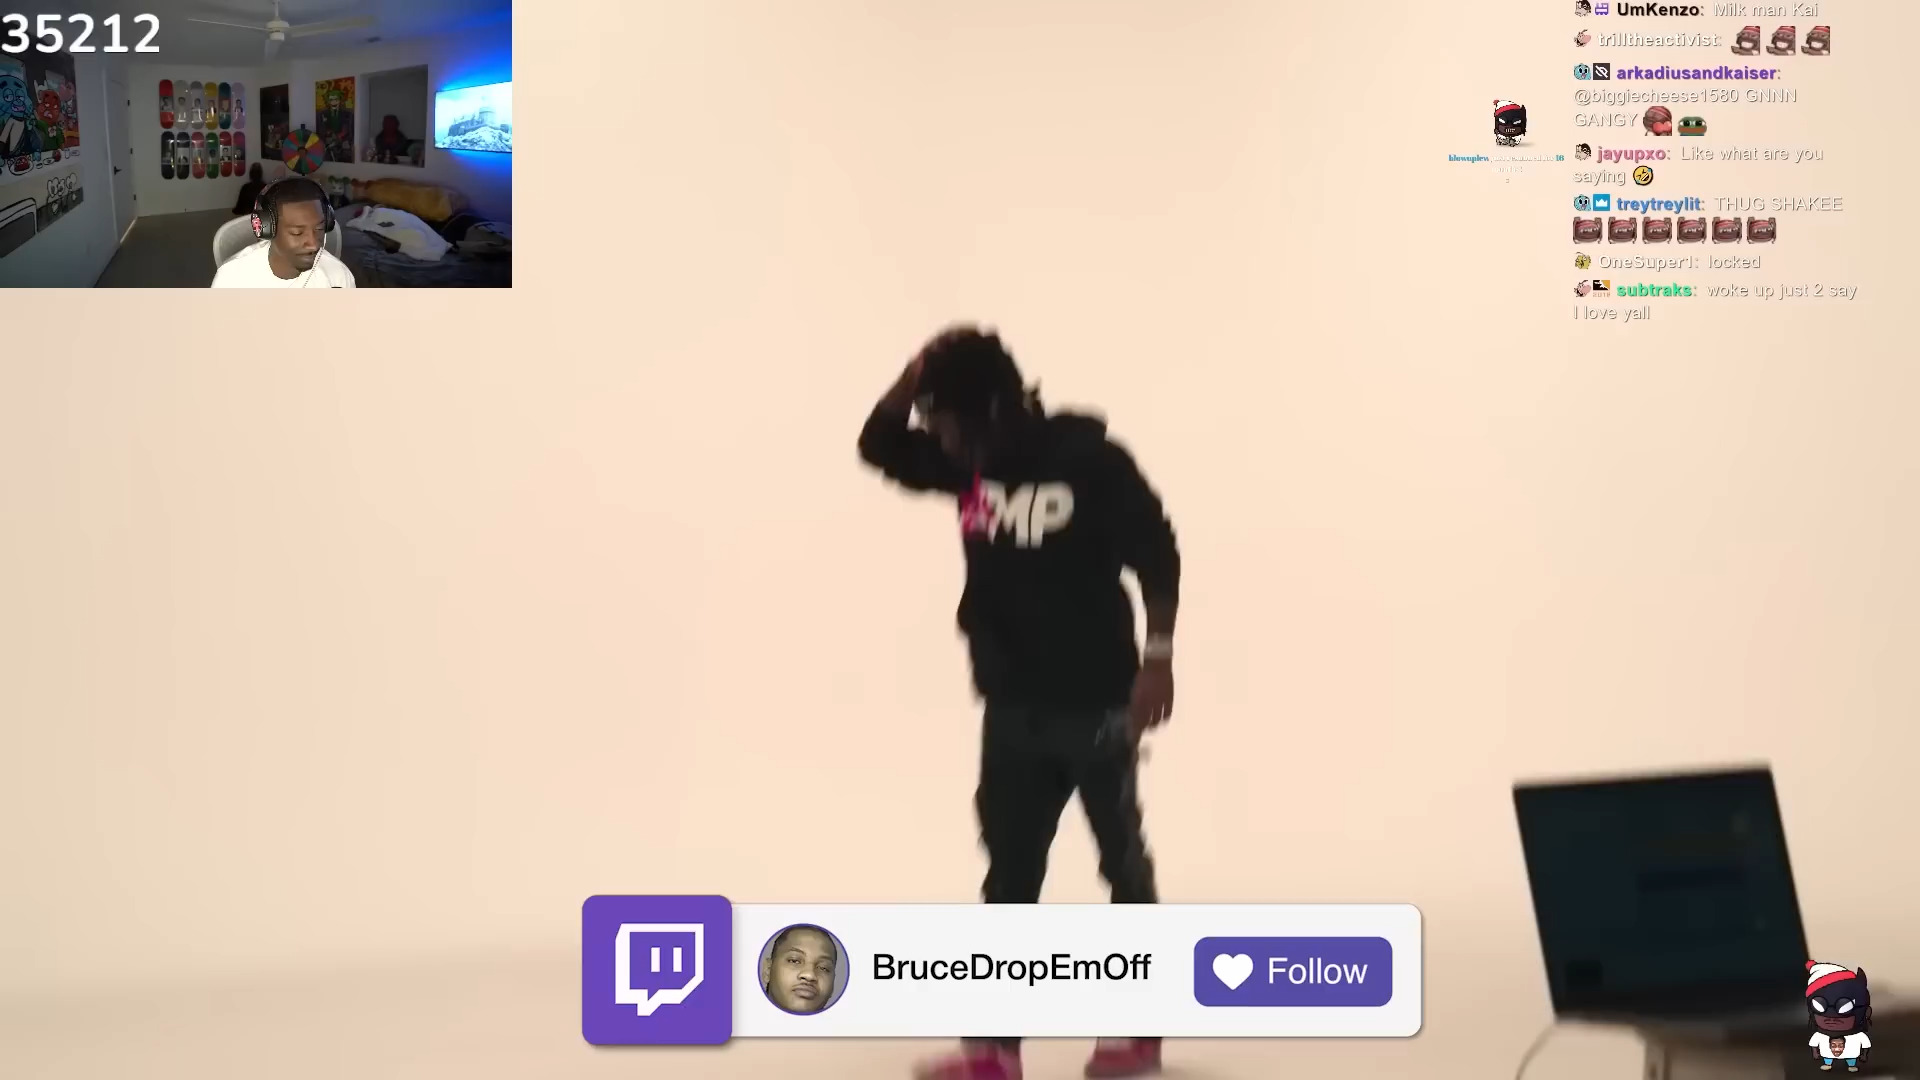 35212
UmKenzo: Milk man Kai
trilltheactivist:
arkadiusandkaiser:
@biggiecheese1580 GNNN
GANGY
jayupxo: Like what are you
saying
treytreylit: THUG SHAKEE
OneSuper1: locked
subtraks: woke up just 2 say
I love yall
MP
BruceDropEmOff
Follow